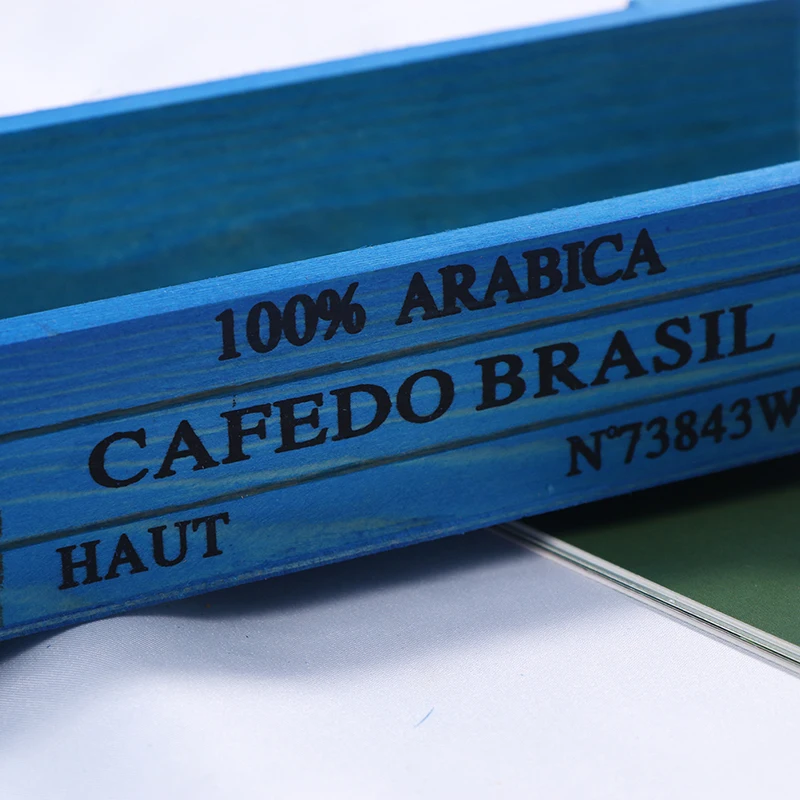 100% ARABICA
CAFEDO BRASIL
N°73843W
HAUT